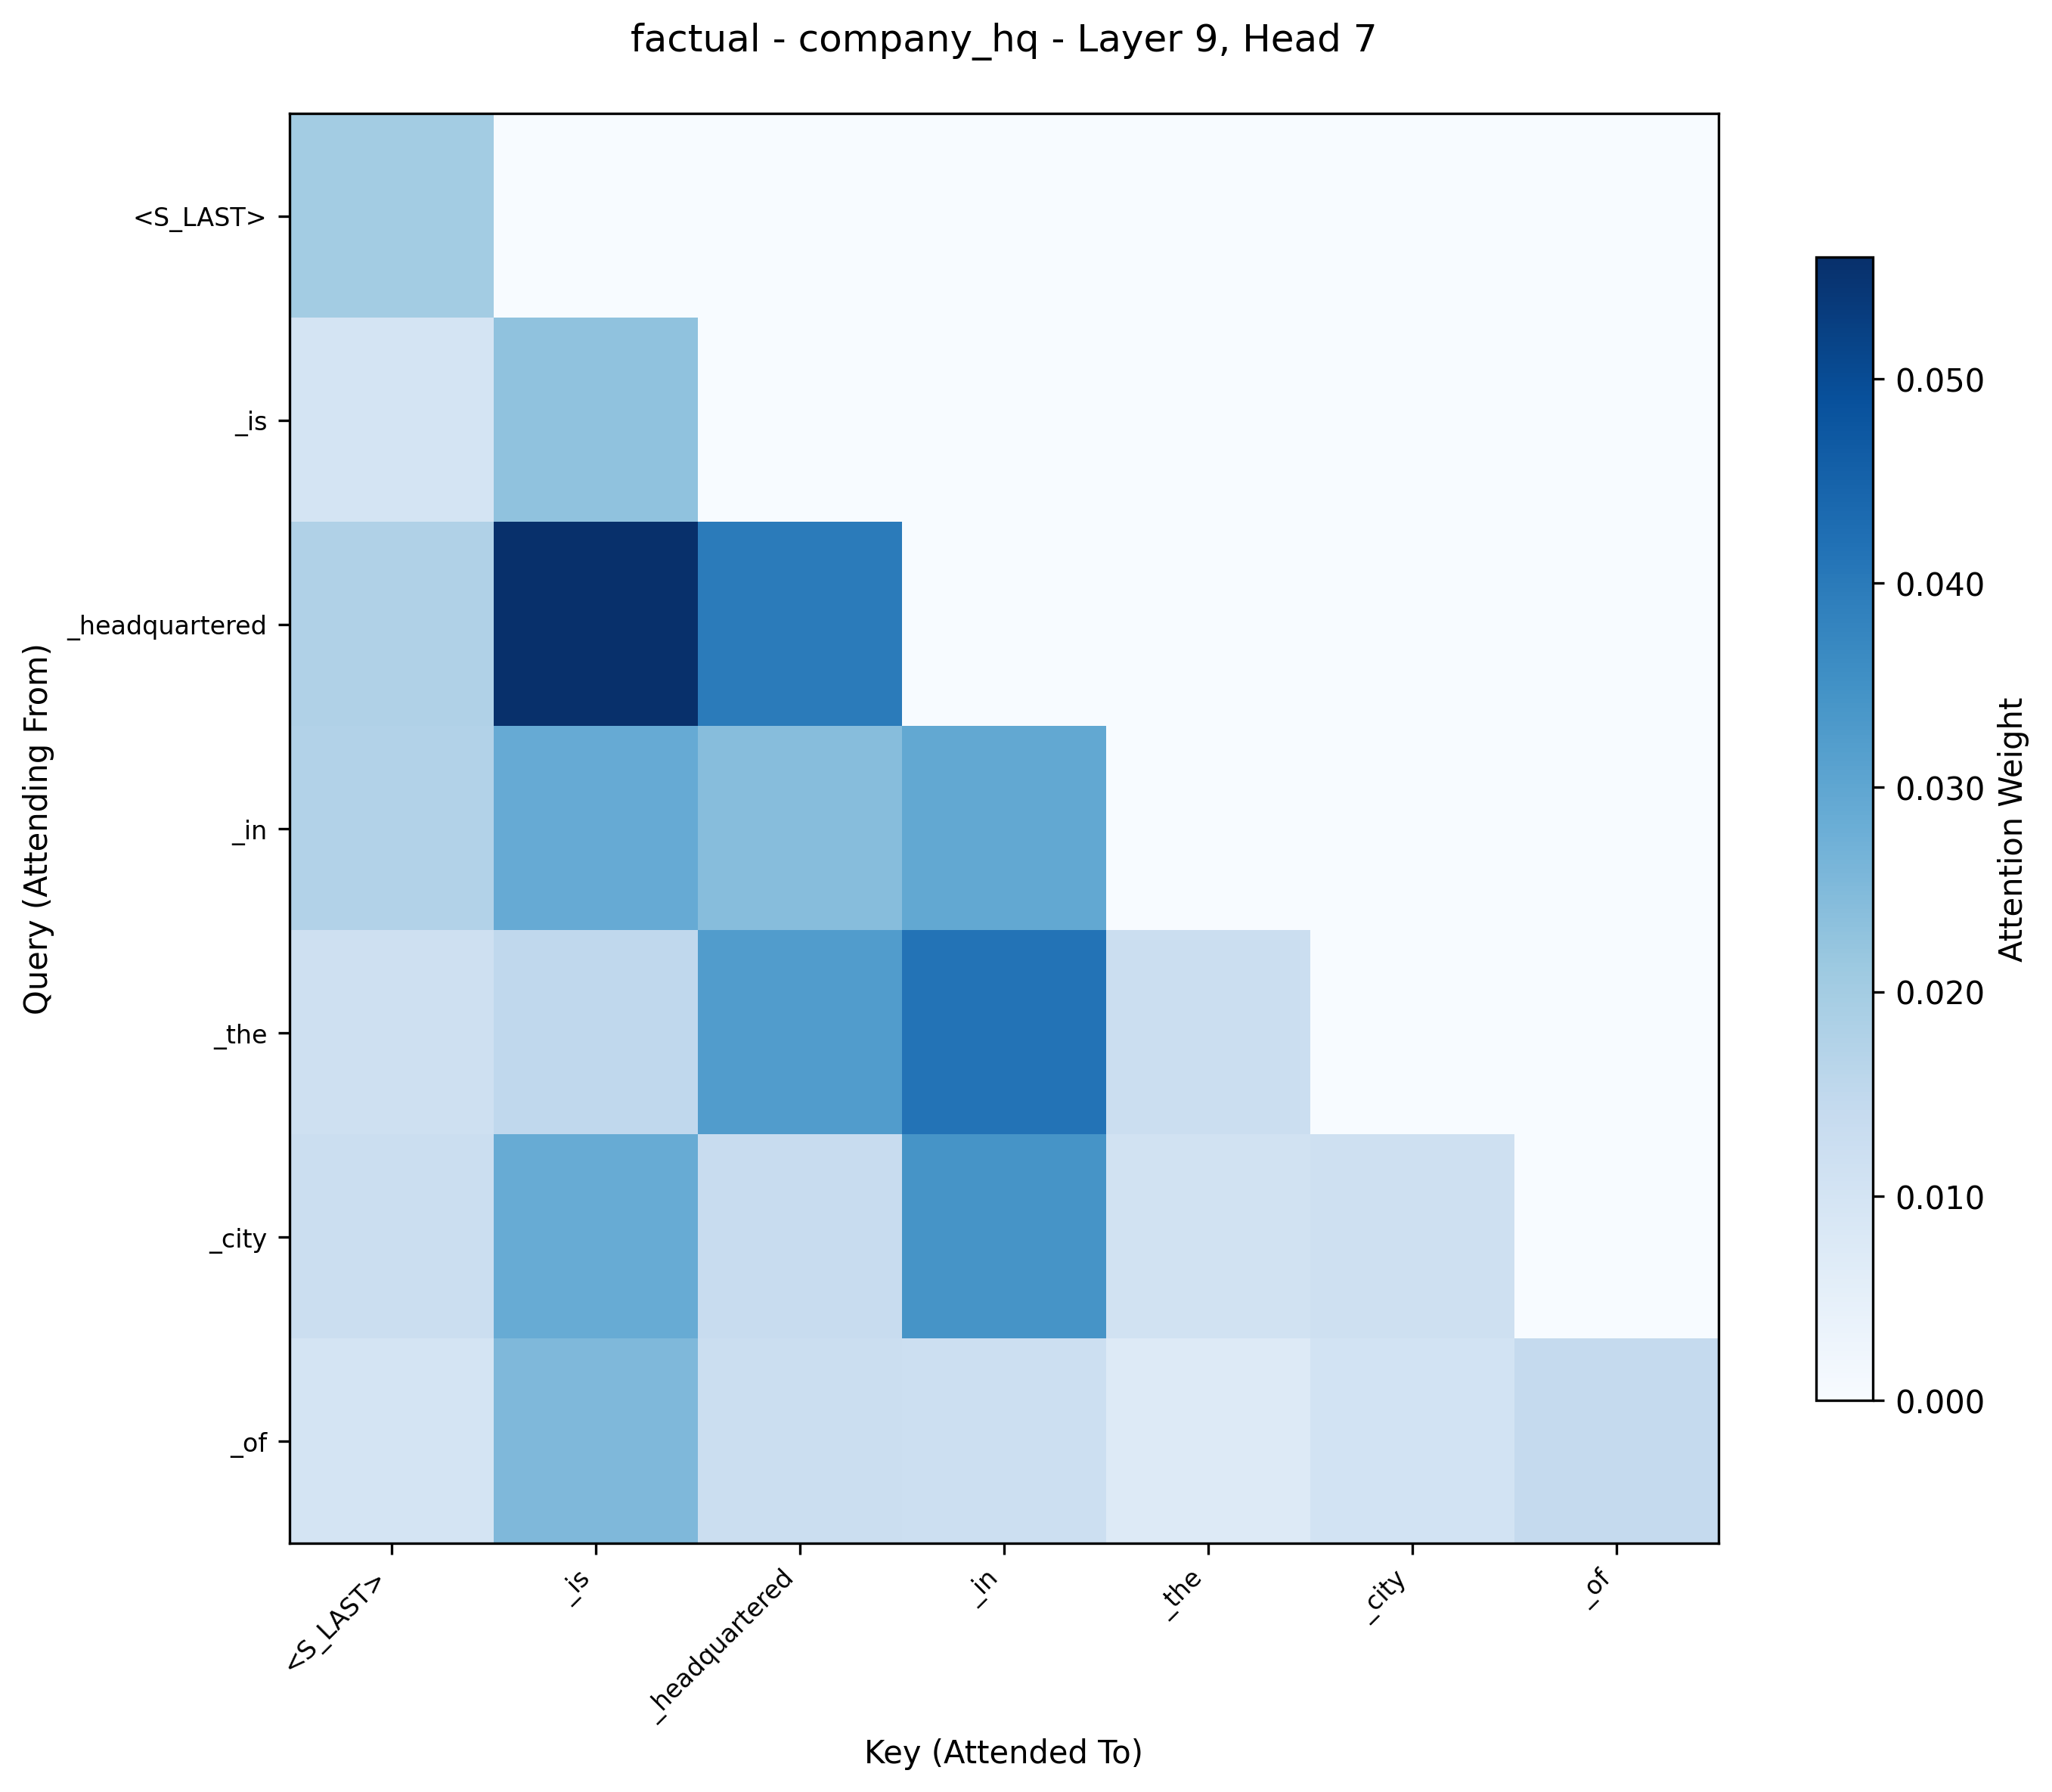 factual - company_hq - Layer 9, Head 7
Query (Attending From)
<S_LAST>
_is
_headquartered
_in
_the
_city
_of
<S_LAST>
_is
_headquartered
_in
_the
_city
_of
Key (Attended To)
0.050
0.040
0.030
0.020
0.010
0.000
Attention Weight